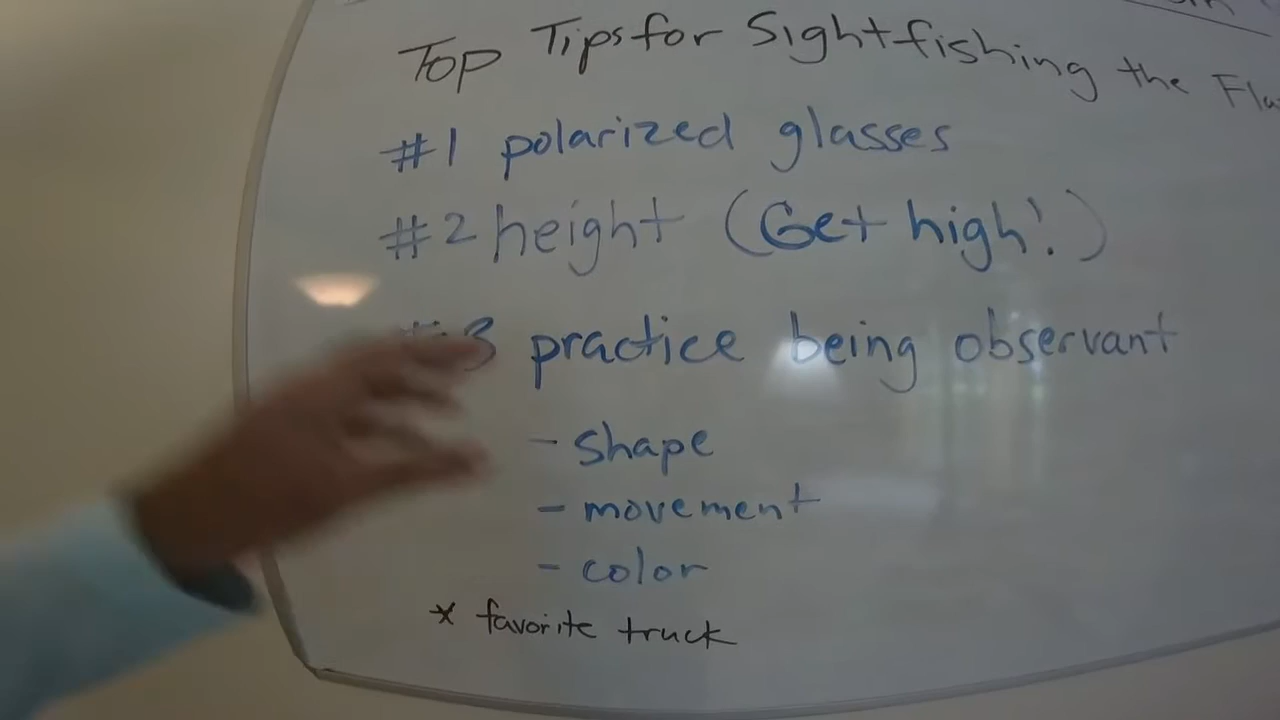 Top Tips for Sightfishing the Fla
#1 polarized glasses
#2 height (Get high!)
#3 practice being observant
- shape
- movement
- color
* favorite truck